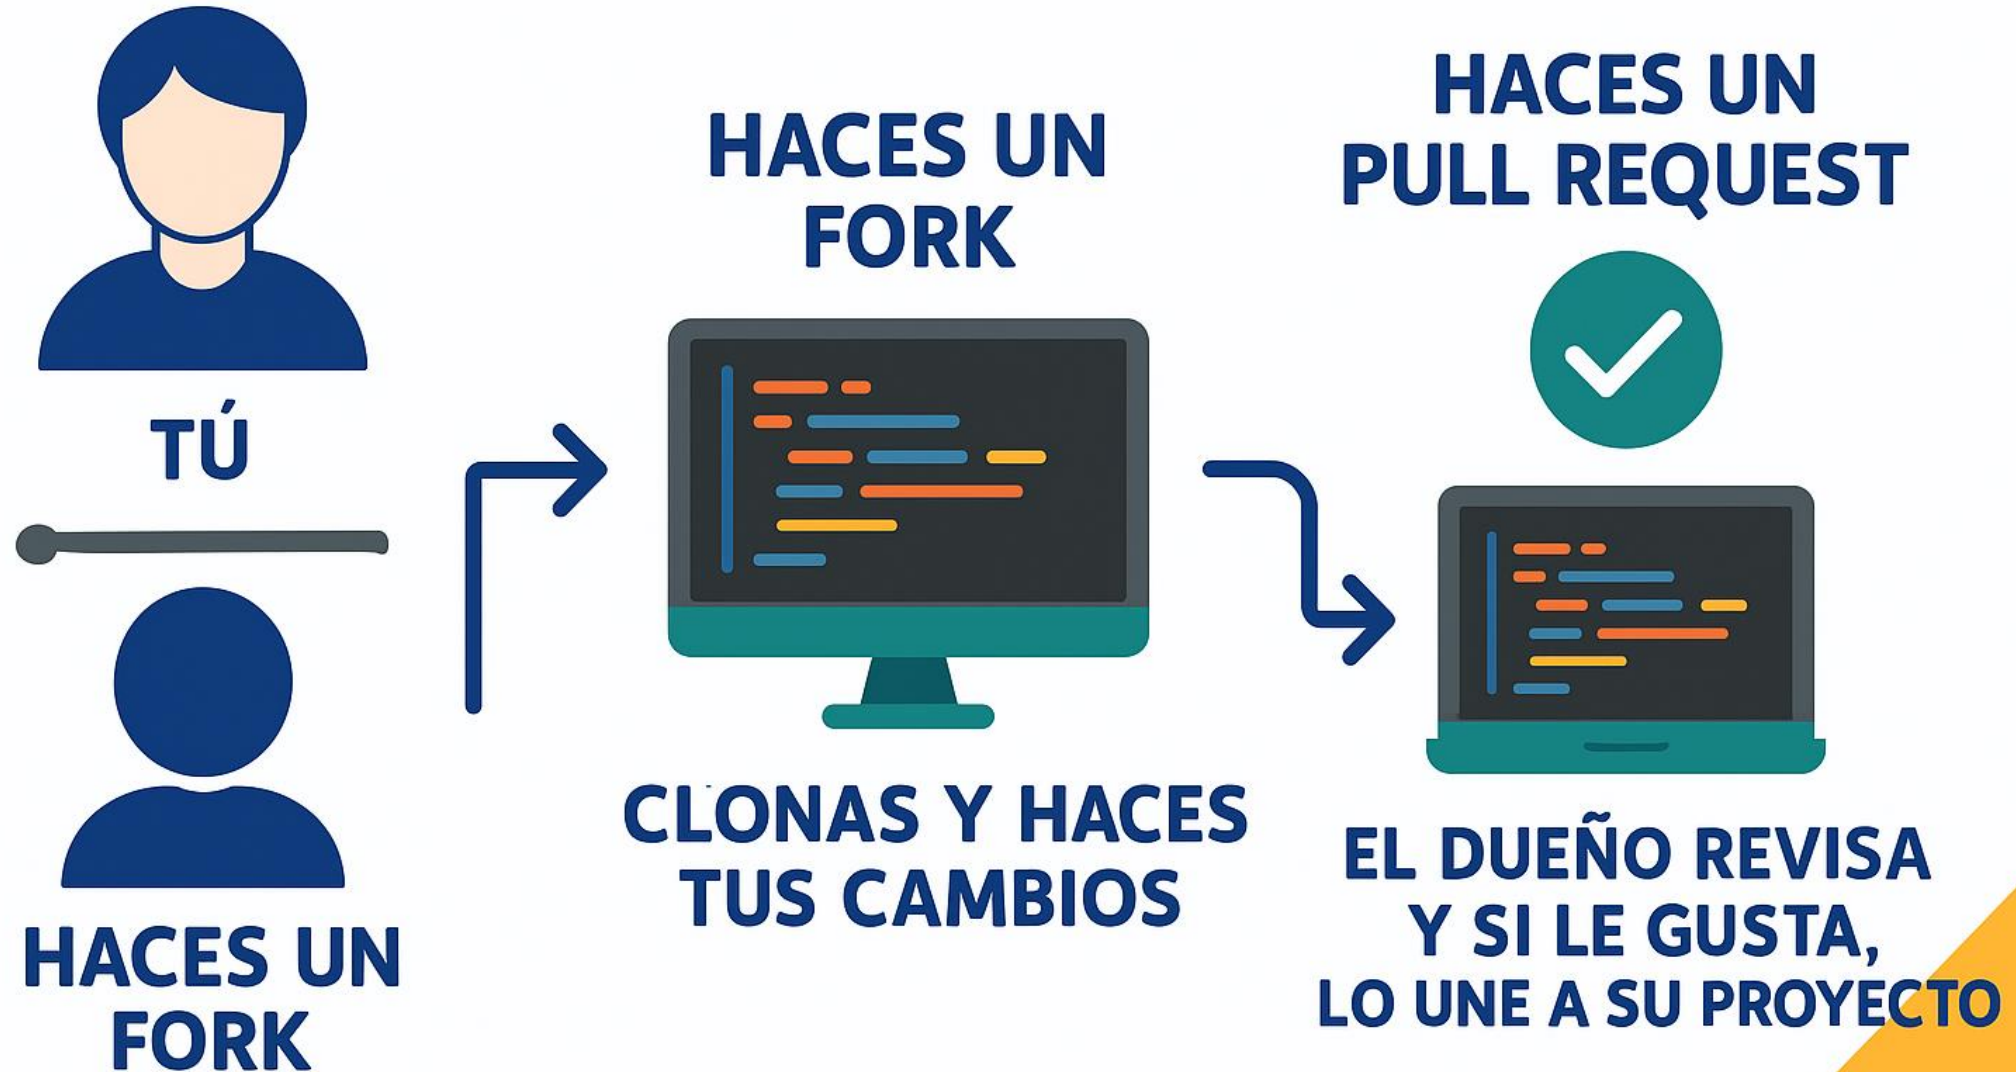 TÚ
HACES UN
FORK
HACES UN
FORK
CLONAS Y HACES
TUS CAMBIOS
HACES UN
PULL REQUEST
EL DUEÑO REVISA
Y SI LE GUSTA,
LO UNE A SU PROYECTO